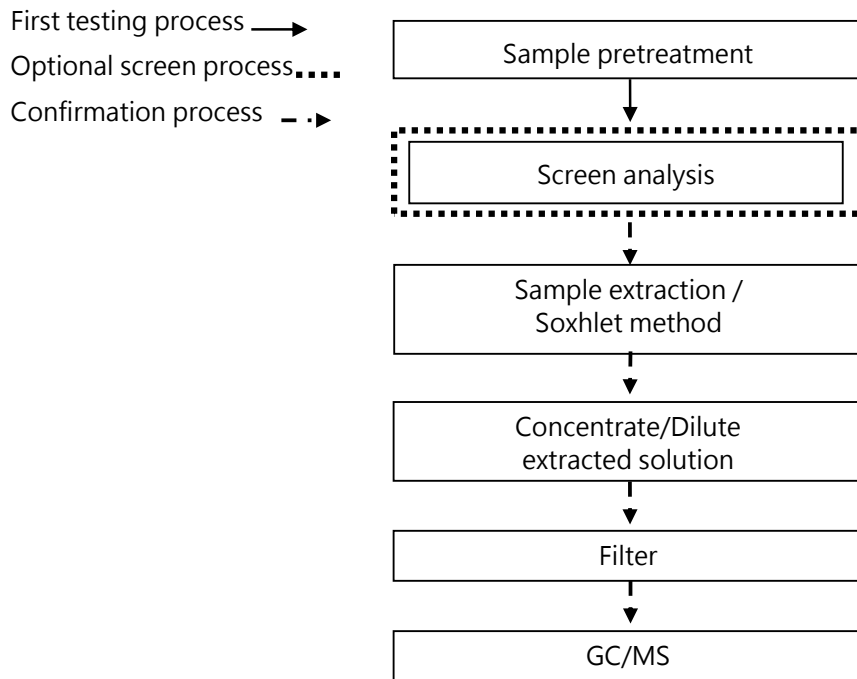 First testing process
Optional screen process
Confirmation process
Sample pretreatment
Screen analysis
Sample extraction /
Soxhlet method
Concentrate/Dilute
extracted solution
Filter
GC/MS